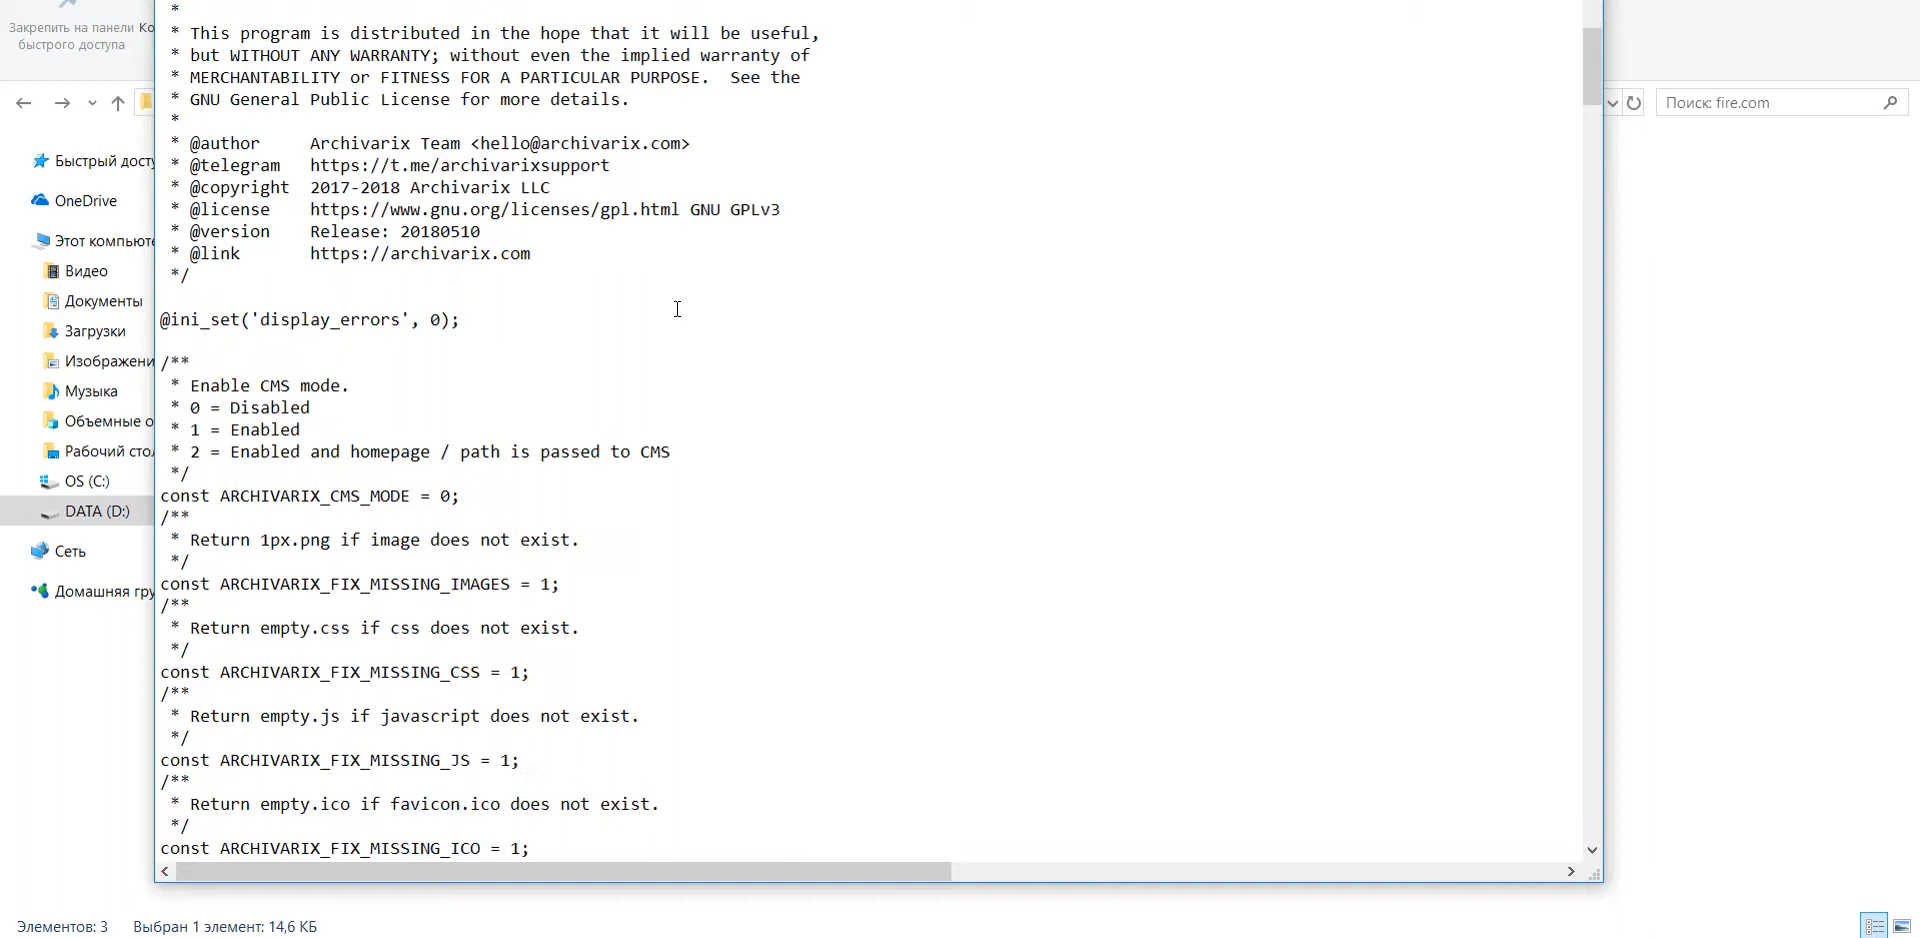 Закрепить на панели
быстрого доступа
Ко
*
* This program is distributed in the hope that it will be useful,
* but WITHOUT ANY WARRANTY; without even the implied warranty of
* MERCHANTABILITY or FITNESS FOR A PARTICULAR PURPOSE.  See the
* GNU General Public License for more details.
*
* @author     Archivarix Team <hello@archivarix.com>
* @telegram   https://t.me/archivarixsupport
* @copyright  2017-2018 Archivarix LLC
* @license    https://www.gnu.org/licenses/gpl.html GNU GPLv3
* @version    Release: 20180510
* @link       https://archivarix.com
*/
@ini_set('display_errors', 0);
/**
* Enable CMS mode.
* 0 = Disabled
* 1 = Enabled
* 2 = Enabled and homepage / path is passed to CMS
*/
const ARCHIVARIX_CMS_MODE = 0;
/**
* Return 1px.png if image does not exist.
*/
const ARCHIVARIX_FIX_MISSING_IMAGES = 1;
/**
* Return empty.css if css does not exist.
*/
const ARCHIVARIX_FIX_MISSING_CSS = 1;
/**
* Return empty.js if javascript does not exist.
*/
const ARCHIVARIX_FIX_MISSING_JS = 1;
/**
* Return empty.ico if favicon.ico does not exist.
*/
const ARCHIVARIX_FIX_MISSING_ICO = 1;
Поиск: fire.com
Быстрый досту
OneDrive
Этот компьюте
Видео
Документы
Загрузки
Изображени
Музыка
Объемные о
Рабочий стол
OS (C:)
DATA (D:)
Сеть
Домашняя гру
Элементов: 3
Выбран 1 элемент: 14,6 КБ